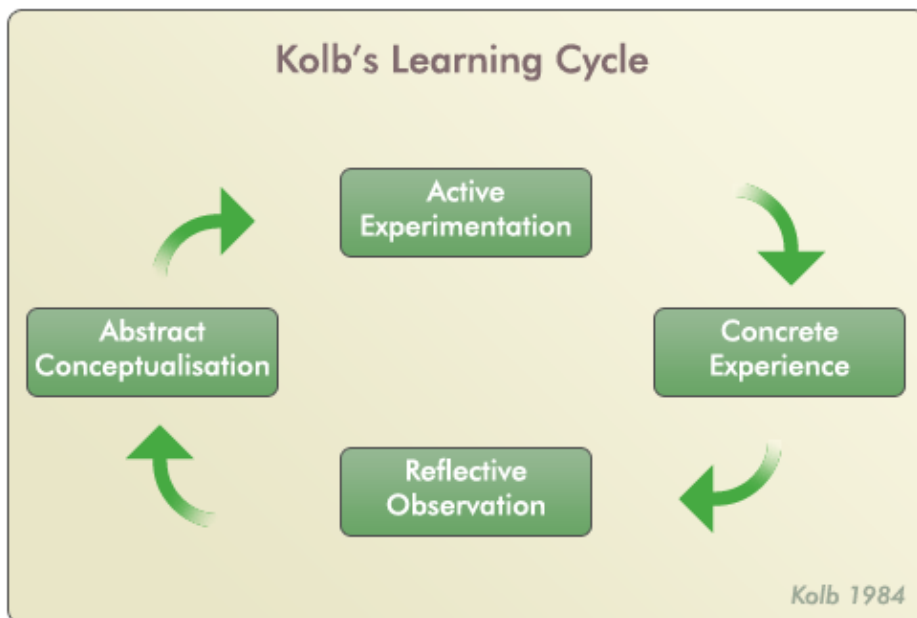 Kolb's Learning Cycle
Active
Experimentation
Abstract
Conceptualisation
Concrete
Experience
Reflective
Observation
Kolb 1984